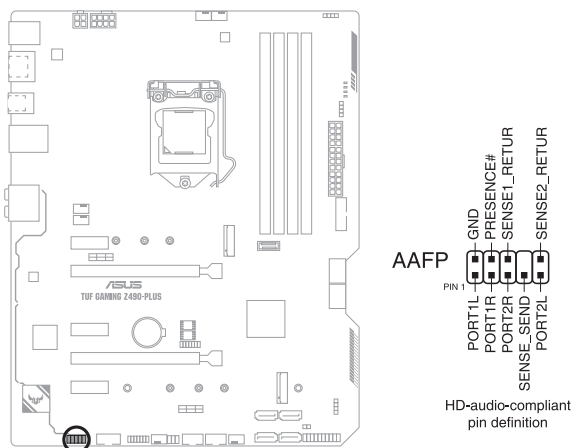 /SUS
TUF GAMING Z490-PLUS
AAFP
PIN 1
GND
PRESENCE#
SENSE1_RETUR
SENSE2_RETUR
PORT1L
PORT1R
PORT2R
SENSE_SEND
PORT2L
HD-audio-compliant
pin definition